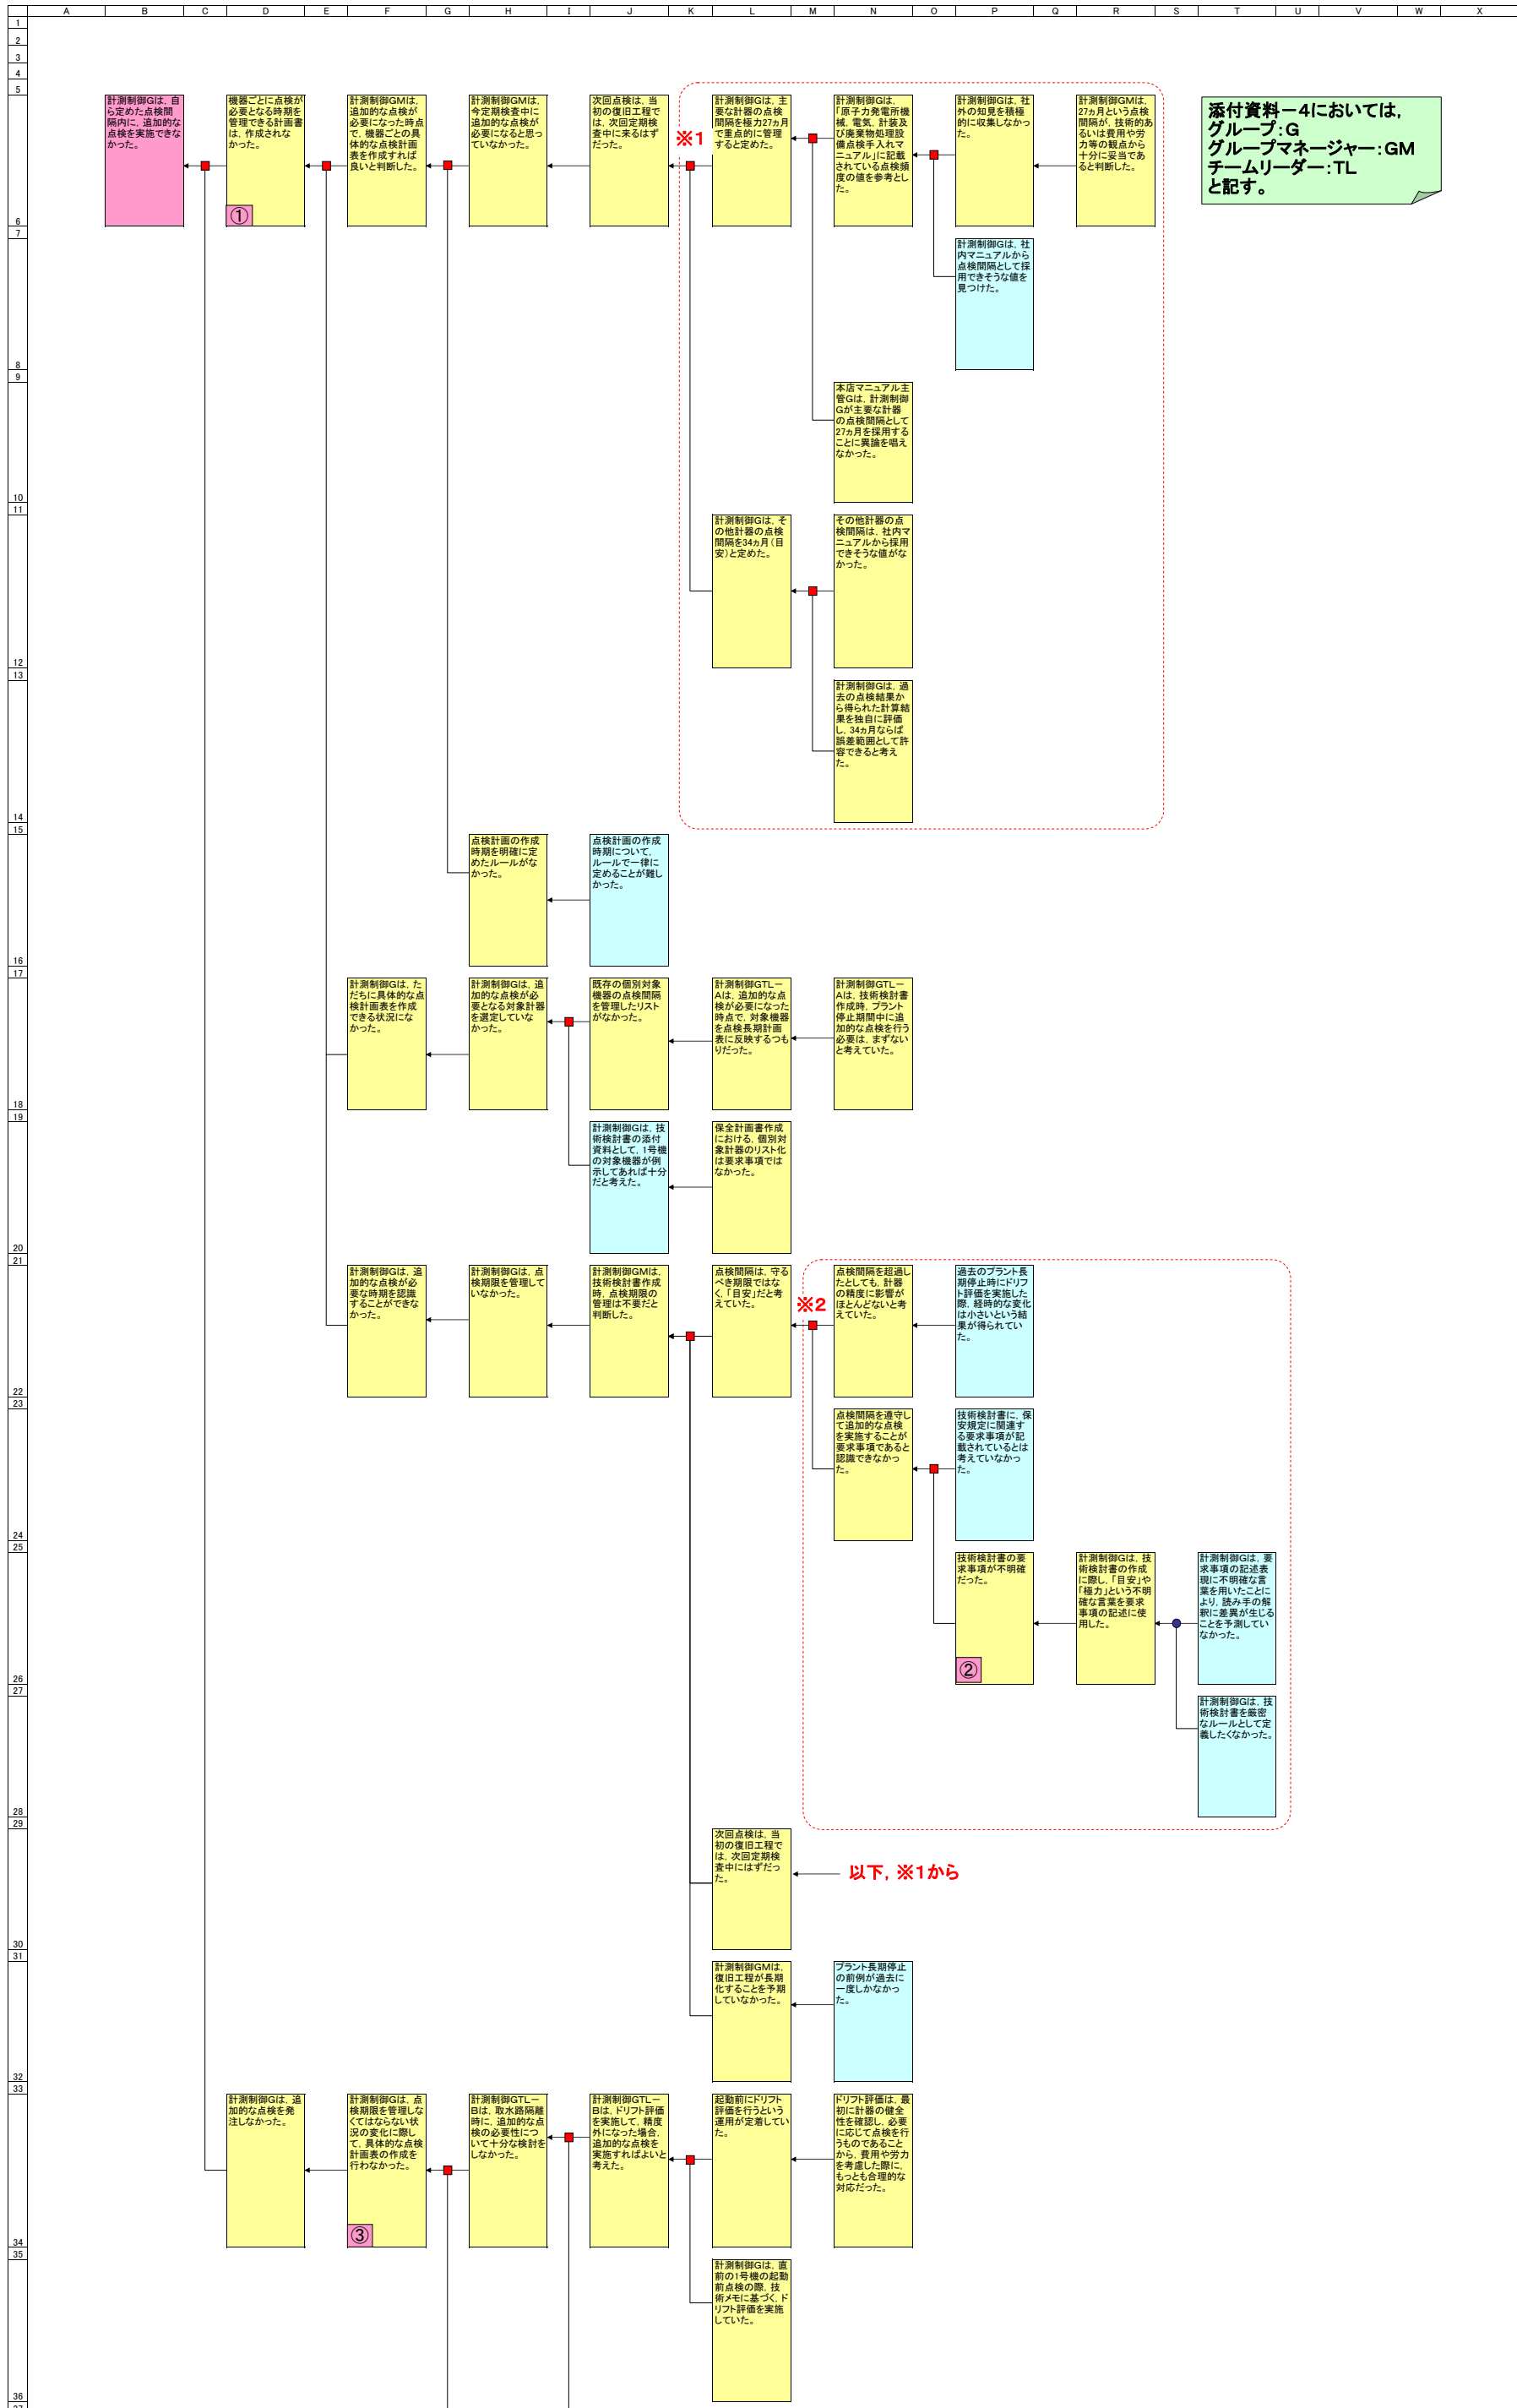 A B C D E F G H I J K L M N O P Q R S T U V W X
1
2
3
4
5
計測制御Gは，自
ら定めた点検間
隔内に，追加的な
点検を実施できな
かった。
機器ごとに点検が
必要となる時期を
管理できる計画書
は，作成されな
かった。
①
計測制御GMは，
追加的な点検が
必要になった時点
で，機器ごとの具
体的な点検計画
表を作成すれば
良いと判断した。
計測制御GMは，
今定期検査中に
追加的な点検が
必要になると思っ
ていなかった。
次回点検は，当
初の復旧工程で
は，次回定期検
査中に来るはず
だった。
※1
計測制御Gは，主
要な計器の点検
間隔を極力27ヵ月
で重点的に管理
すると定めた。
計測制御Gは，
「原子力発電所機
械，電気，計装及
び廃棄物処理設
備点検手入れマ
ニュアル」に記載
されている点検頻
度の値を参考とし
た。
計測制御Gは，社
外の知見を積極
的に収集しなかっ
た。
計測制御GMは，
27ヵ月という点検
間隔が，技術的あ
るいは費用や労
力等の観点から
十分に妥当であ
ると判断した。
添付資料－4においては，
グループ：G
グループマネージャー：GM
チームリーダー：TL
と記す。
6
7
計測制御Gは，社
内マニュアルから
点検間隔として採
用できそうな値を
見つけた。
8
9
本店マニュアル主
管Gは，計測制御
Gが主要な計器
の点検間隔として
27ヵ月を採用する
ことに異論を唱え
なかった。
10
11
計測制御Gは，そ
の他計器の点検
間隔を34ヵ月（目
安）と定めた。
その他計器の点
検間隔は，社内マ
ニュアルから採用
できそうな値がな
かった。
12
13
計測制御Gは，過
去の点検結果か
ら得られた計算結
果を独自に評価
し，34ヵ月ならば
誤差範囲として許
容できると考え
た。
14
15
点検計画の作成
時期を明確に定
めたルールがな
かった。
点検計画の作成
時期について，
ルールで一律に
定めることが難し
かった。
16
17
計測制御Gは，た
だちに具体的な点
検計画表を作成
できる状況にな
かった。
計測制御Gは，追
加的な点検が必
要となる対象計器
を選定していな
かった。
既存の個別対象
機器の点検間隔
を管理したリスト
がなかった。
計測制御GTL－
Aは，追加的な点
検が必要になった
時点で，対象機器
を点検長期計画
表に反映するつも
りだった。
計測制御GTL－
Aは，技術検討書
作成時，プラント
停止期間中に追
加的な点検を行う
必要は，まずない
と考えていた。
18
19
計測制御Gは，技
術検討書の添付
資料として，1号機
の対象機器が例
示してあれば十分
だと考えた。
保全計画書作成
における，個別対
象計器のリスト化
は要求事項では
なかった。
20
21
計測制御Gは，追
加的な点検が必
要な時期を認識
することができな
かった。
計測制御Gは，点
検期限を管理して
いなかった。
計測制御GMは，
技術検討書作成
時，点検期限の
管理は不要だと
判断した。
点検間隔は，守る
べき期限ではな
く，「目安」だと考
えていた。
※2
点検間隔を超過し
たとしても，計器
の精度に影響が
ほとんどないと考
えていた。
過去のプラント長
期停止時にドリフ
ト評価を実施した
際，経時的な変化
は小さいという結
果が得られてい
た。
22
23
点検間隔を遵守し
て追加的な点検
を実施することが
要求事項であると
認識できなかっ
た。
技術検討書に，保
安規定に関連す
る要求事項が記
載されているとは
考えていなかっ
た。
24
25
技術検討書の要
求事項が不明確
だった。
②
計測制御Gは，技
術検討書の作成
に際し，「目安」や
「極力」という不明
確な言葉を要求
事項の記述に使
用した。
計測制御Gは，要
求事項の記述表
現に不明確な言
葉を用いたことに
より，読み手の解
釈に差異が生じる
ことを予測してい
なかった。
26
27
計測制御Gは，技
術検討書を厳密
なルールとして定
義したくなかった。
28
29
次回点検は，当
初の復旧工程で
は，次回定期検
査中にはずだっ
た。
以下，※1から
30
31
計測制御GMは，
復旧工程が長期
化することを予期
していなかった。
プラント長期停止
の前例が過去に
一度しかなかっ
た。
32
33
計測制御Gは，追
加的な点検を発
注しなかった。
計測制御Gは，点
検期限を管理しな
くてはならない状
況の変化に際し
て，具体的な点検
計画表の作成を
行わなかった。
③
計測制御GTL－
Bは，取水路隔離
時に，追加的な点
検の必要性につ
いて十分な検討を
しなかった。
計測制御GTL－
Bは，ドリフト評価
を実施して，精度
外になった場合，
追加的な点検を
実施すればよいと
考えた。
起動前にドリフト
評価を行うという
運用が定着してい
た。
ドリフト評価は，最
初に計器の健全
性を確認し，必要
に応じて点検を行
うものであること
から，費用や労力
を考慮した際に，
もっとも合理的な
対応だった。
34
35
計測制御Gは，直
前の1号機の起動
前点検の際，技
術メモに基づく，ド
リフト評価を実施
していた。
36
37